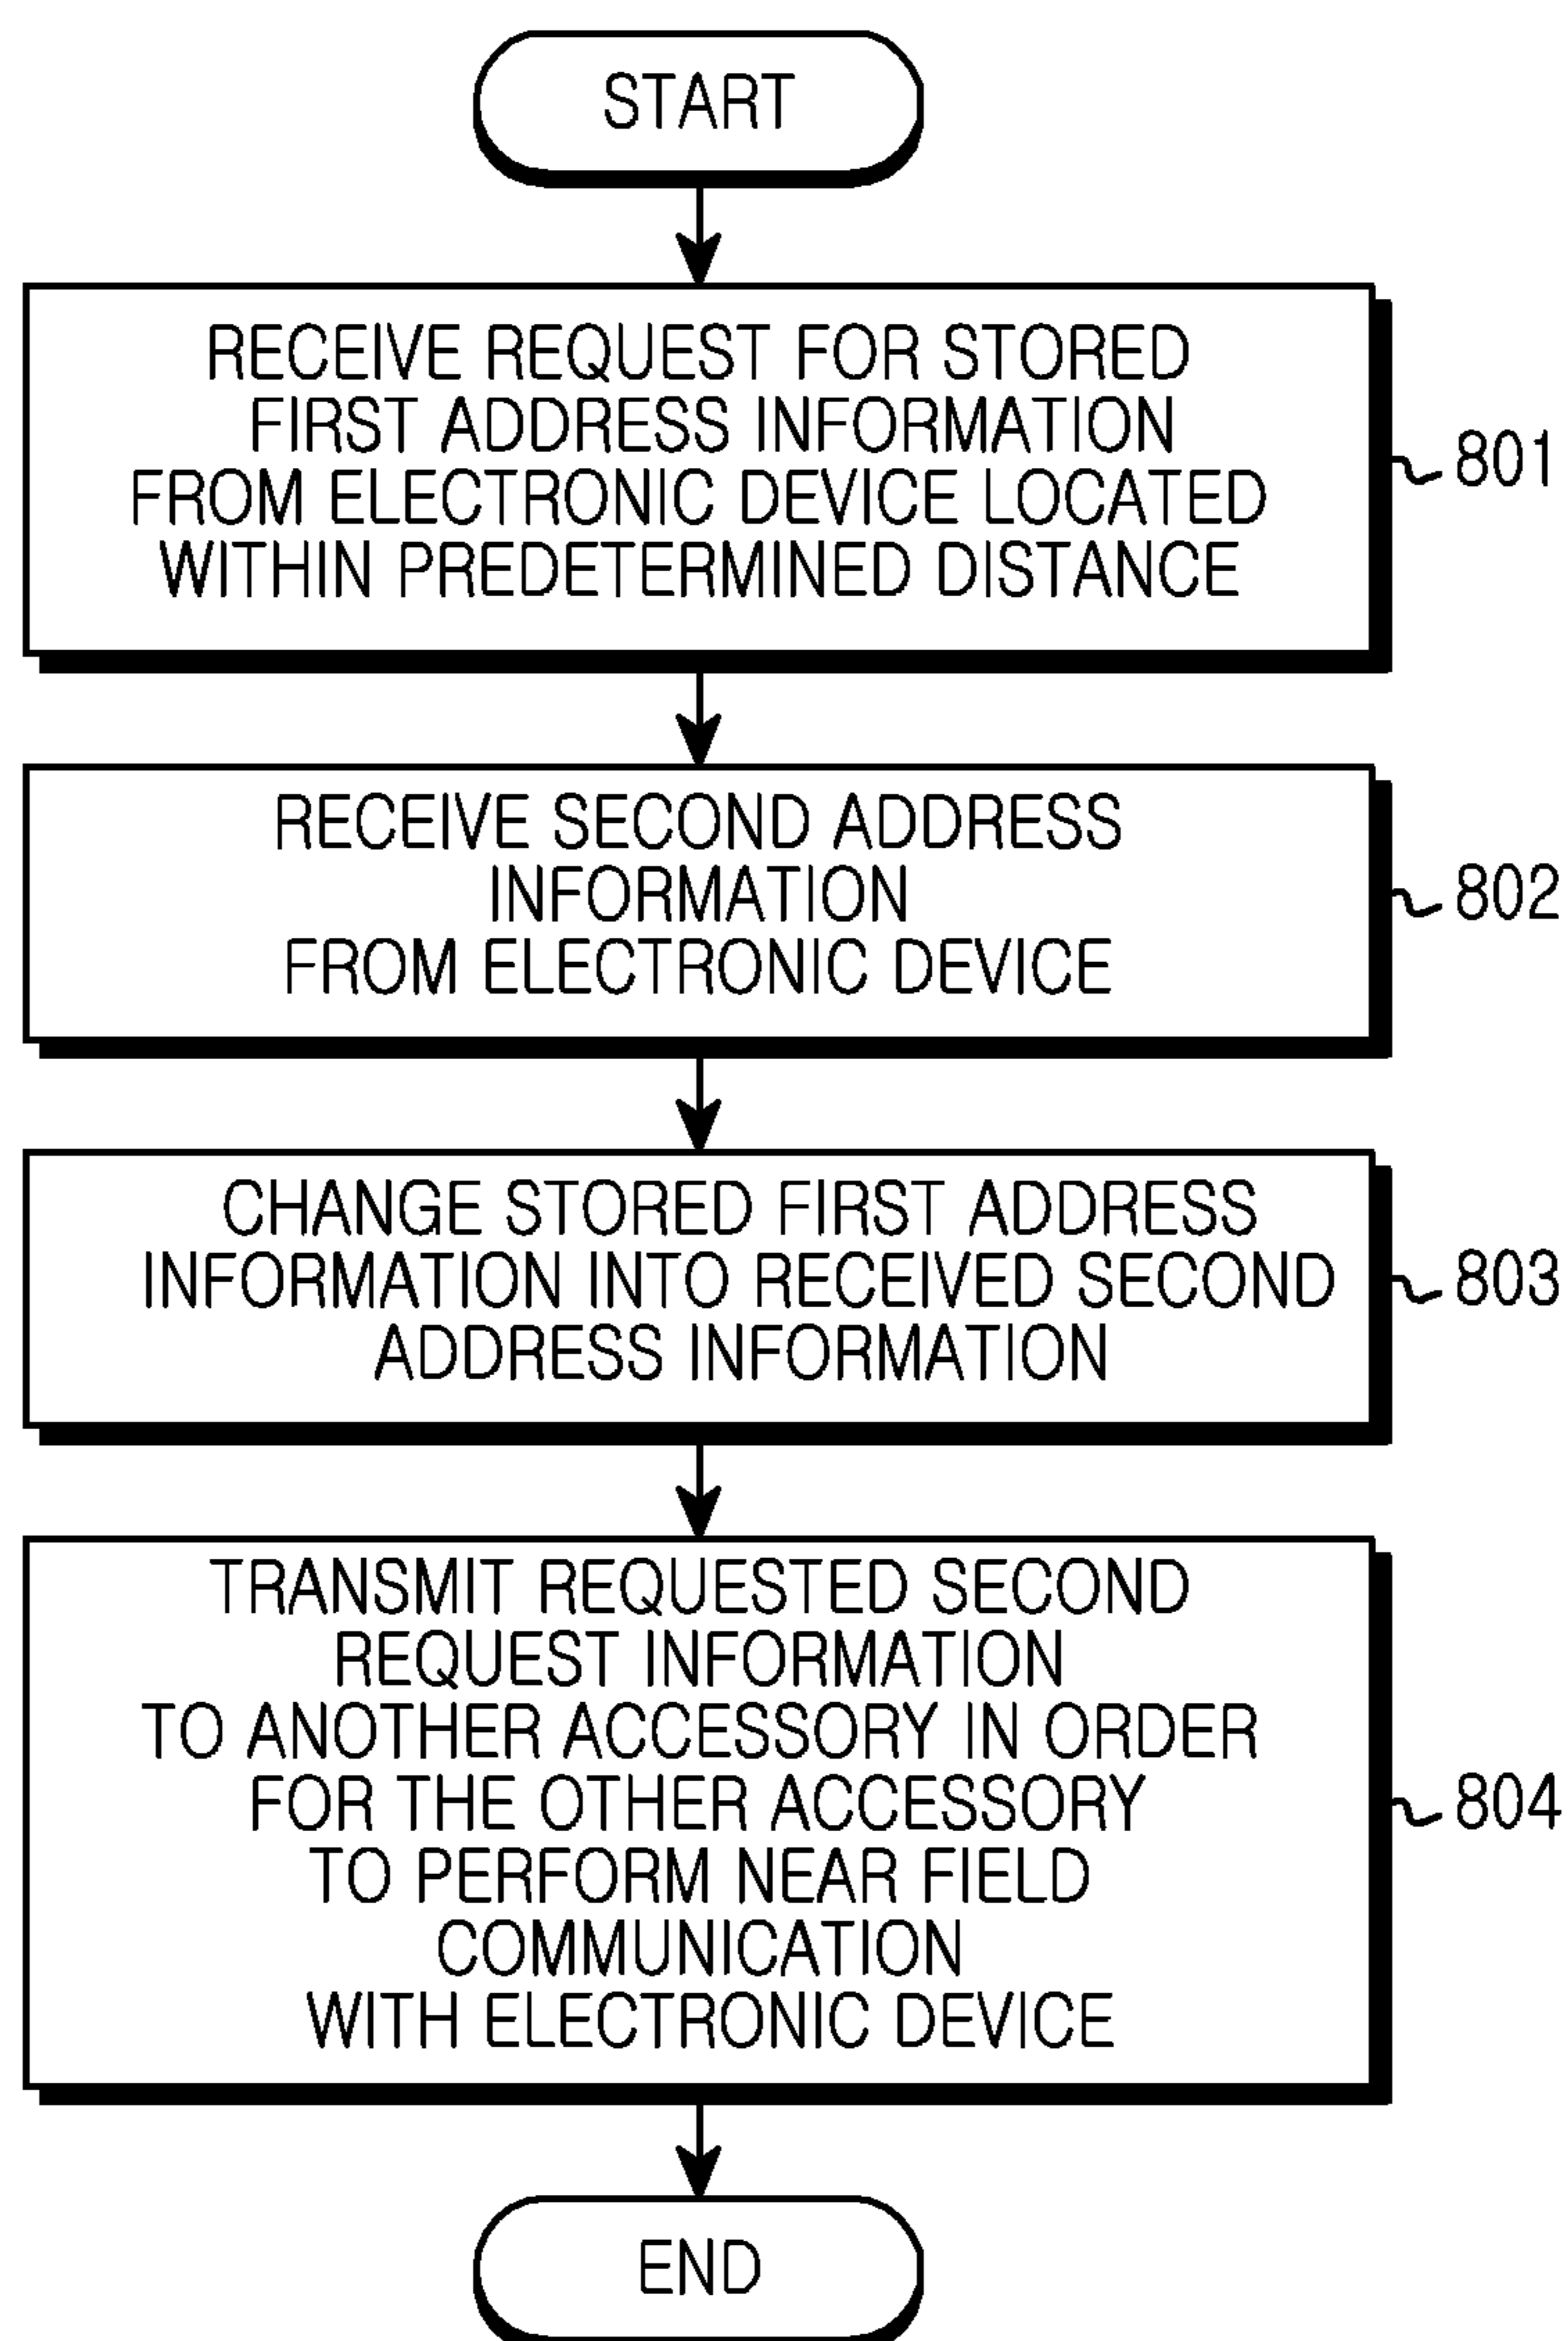 START
RECEIVE REQUEST FOR STORED
FIRST ADDRESS INFORMATION
FROM ELECTRONIC DEVICE LOCATED
WITHIN PREDETERMINED DISTANCE
801
RECEIVE SECOND ADDRESS
INFORMATION
FROM ELECTRONIC DEVICE
802
CHANGE STORED FIRST ADDRESS
INFORMATION INTO RECEIVED SECOND
ADDRESS INFORMATION
803
TRANSMIT REQUESTED SECOND
REQUEST INFORMATION
TO ANOTHER ACCESSORY IN ORDER
FOR THE OTHER ACCESSORY
TO PERFORM NEAR FIELD
COMMUNICATION
WITH ELECTRONIC DEVICE
804
END